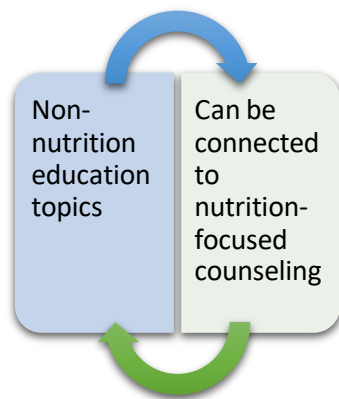 Non-
nutrition
education
topics
Can be
connected
to
nutrition-
focused
counseling